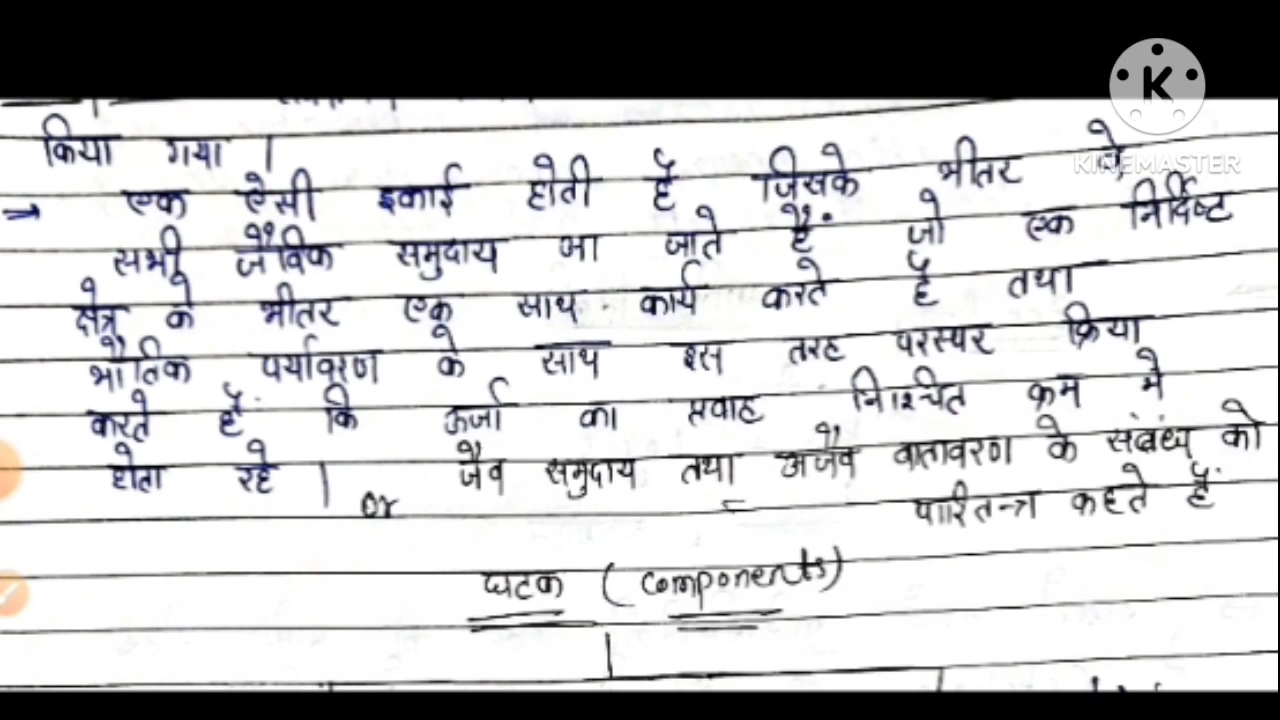 K
KINEMASTER
किया गया |
→ एक ऐसी इकाई होती है जिसके भीतर वे
सभी जैविक समुदाय आ जाते हैं. जो एक निर्दिष्ट
क्षेत्र के भीतर एक साथ कार्य करते है तथा
भौतिक पर्यावरण के साथ इस तरह परस्पर क्रिया
करते हैं. कि ऊर्जा का प्रवाह निश्चित क्रम मे
होता रहे | जैव समुदाय तथा अजैव वातावरण के संबंध को
or पारितन्त्र कहते हैं.
घटक (components)